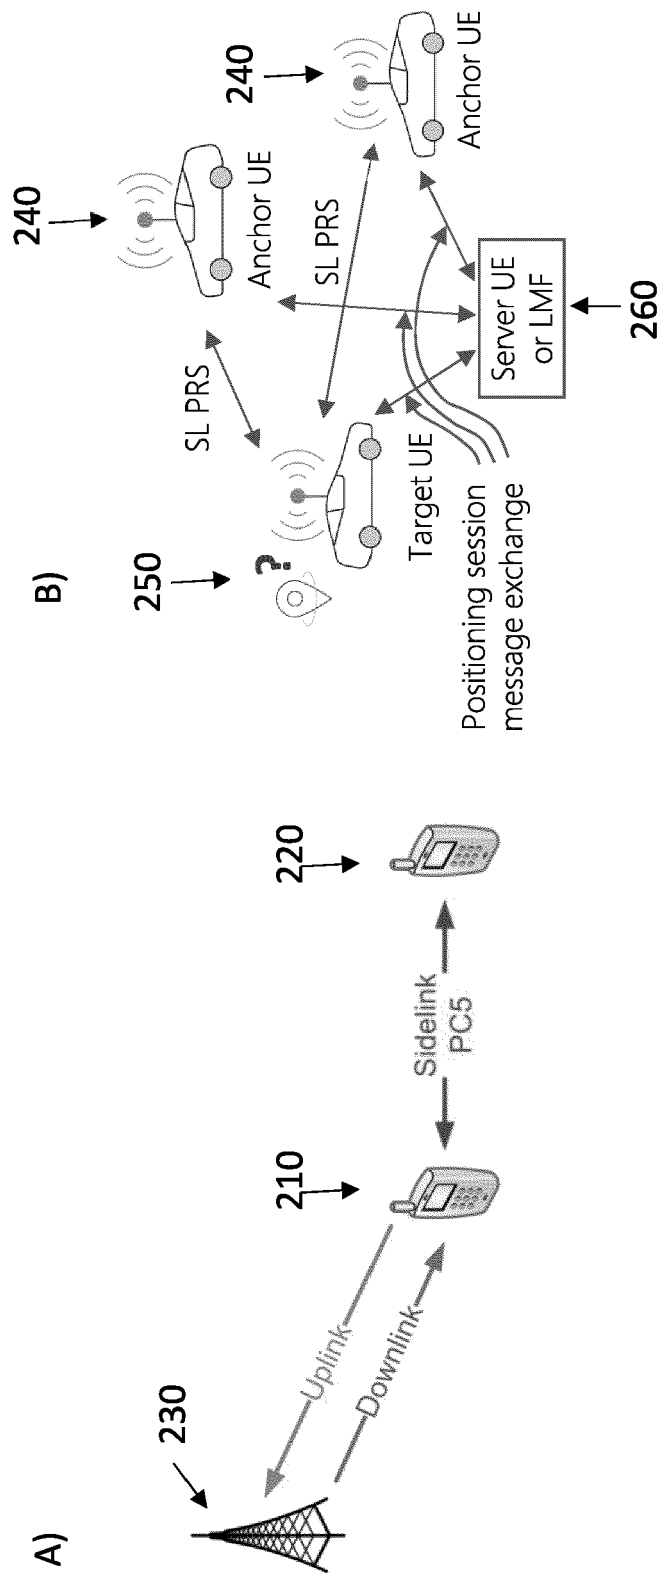 A)
230
Uplink
Downlink
210
220
Sidelink
PC5
B)
250
240
240
SL PRS
SL PRS
Anchor UE
Anchor UE
Target UE
Positioning session
message exchange
Server UE
or LMF
260
?